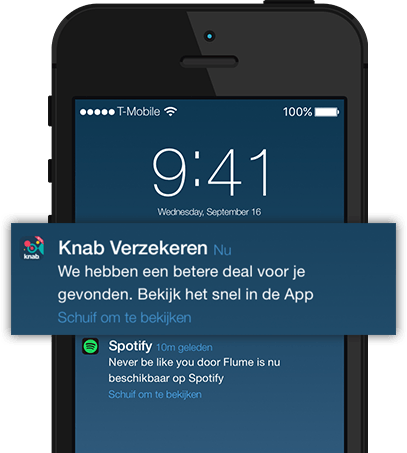 T-Mobile 100%
9:41
Wednesday, September 16
knab
Knab Verzekeren Nu
We hebben een betere deal voor je
gevonden. Bekijk het snel in de App
Schuif om te bekijken
Spotify 10m geleden
Never be like you door Flume is nu
beschikbaar op Spotify
Schuif om te bekijken